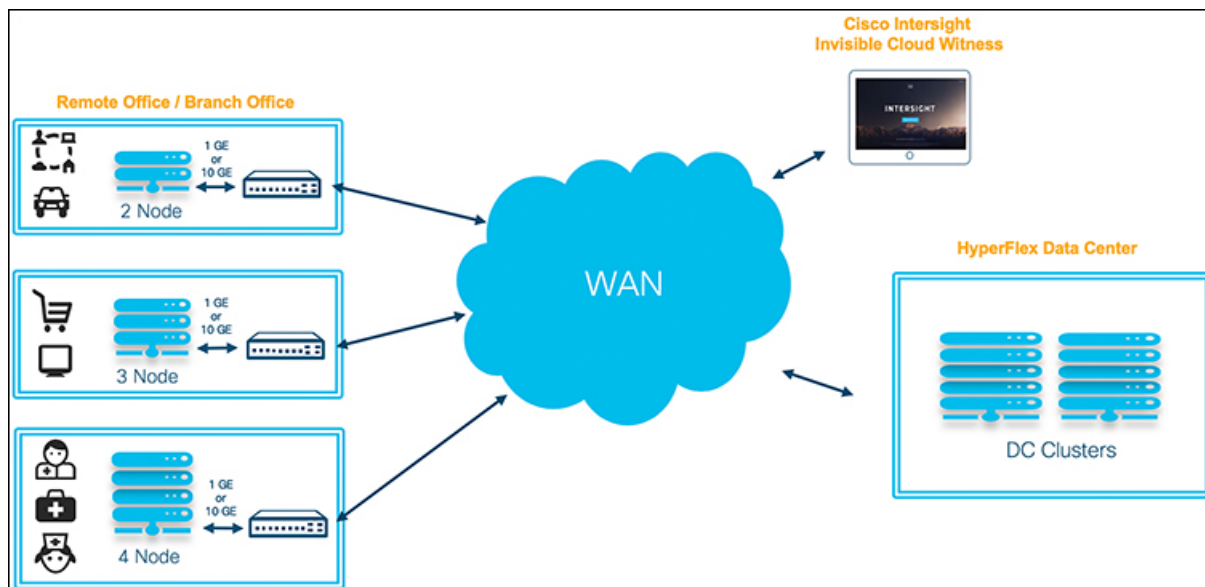 Cisco Intersight
Invisible Cloud Witness
INTERSIGHT
Remote Office / Branch Office
1 GE
or
10 GE
2 Node
1 GE
or
10 GE
3 Node
1 GE
or
10 GE
4 Node
WAN
HyperFlex Data Center
DC Clusters